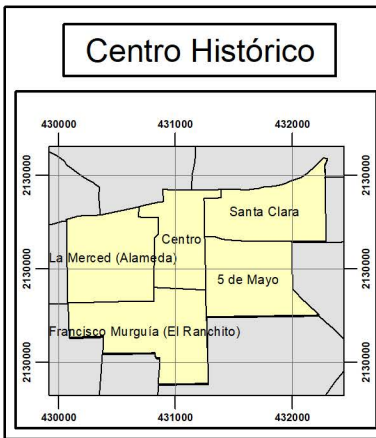 Centro Histórico
430000 431000 432000
2130000 2130000
Santa Clara
Centro
La Merced (Alameda)
2130000 2130000
5 de Mayo
Francisco Murguía (El Ranchito)
2130000 2130000
430000 431000 432000